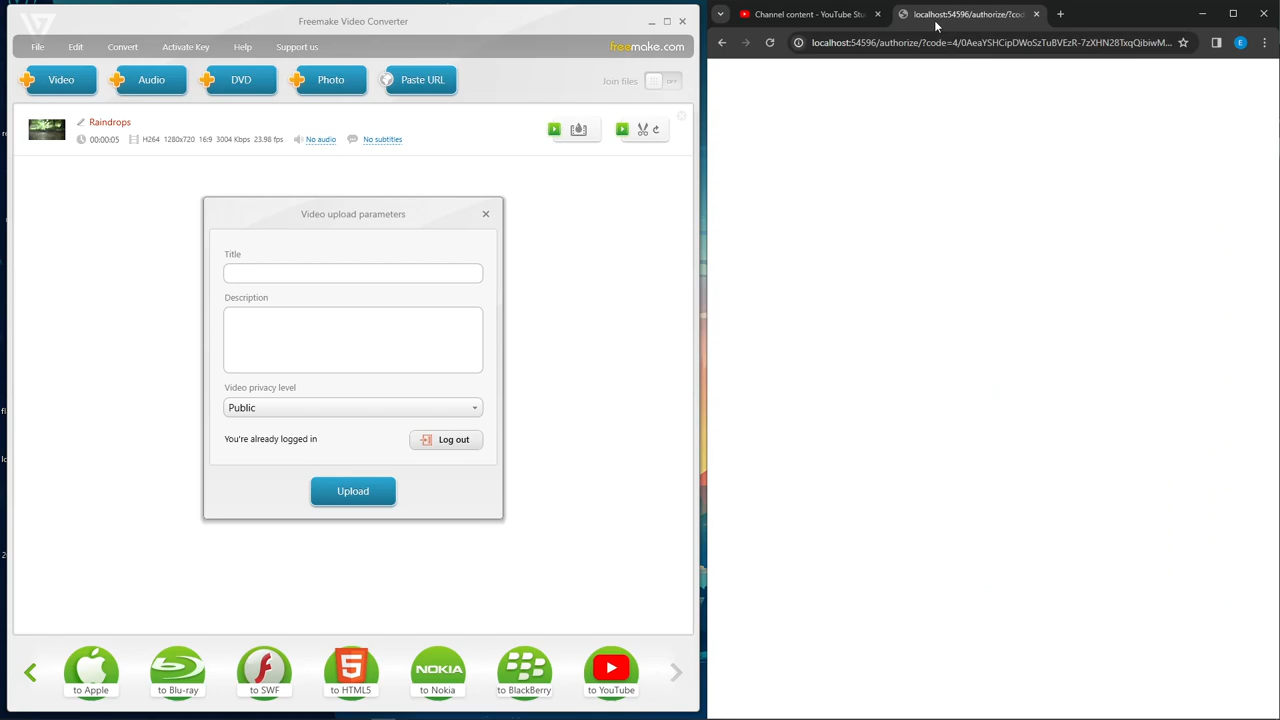 Freemake Video Converter
File Edit Convert Activate Key Help Support us
freemake.com
Video Audio DVD Photo Paste URL
Join files OFF
Raindrops
00:00:05 H264 1280x720 16:9 3004 Kbps 23.98 fps No audio No subtitles
Video upload parameters
Title
Description
Video privacy level
Public
You're already logged in
Log out
Upload
NOKIA
to Apple to Blu-ray to SWF to HTML5 to Nokia to BlackBerry to YouTube
Channel content - YouTube Stu
localhost:54596/authorize/?cod
localhost:54596/authorize/?code=4/0AeaYSHCipDWoSzTuBVEzR-7zXHN28TxqQibiwM...
E